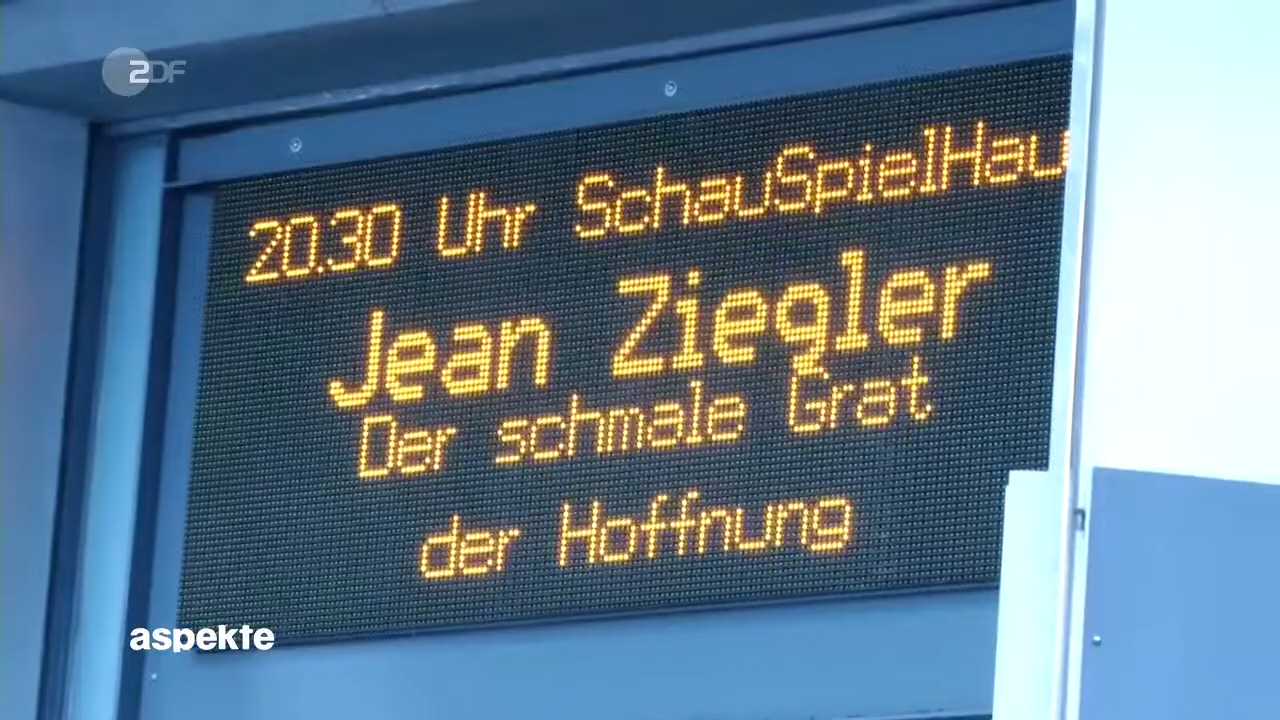 ZDF
20.30 Uhr SchauSpielHau
Jean Ziegler
Der schmale Grat
der Hoffnung
aspekte